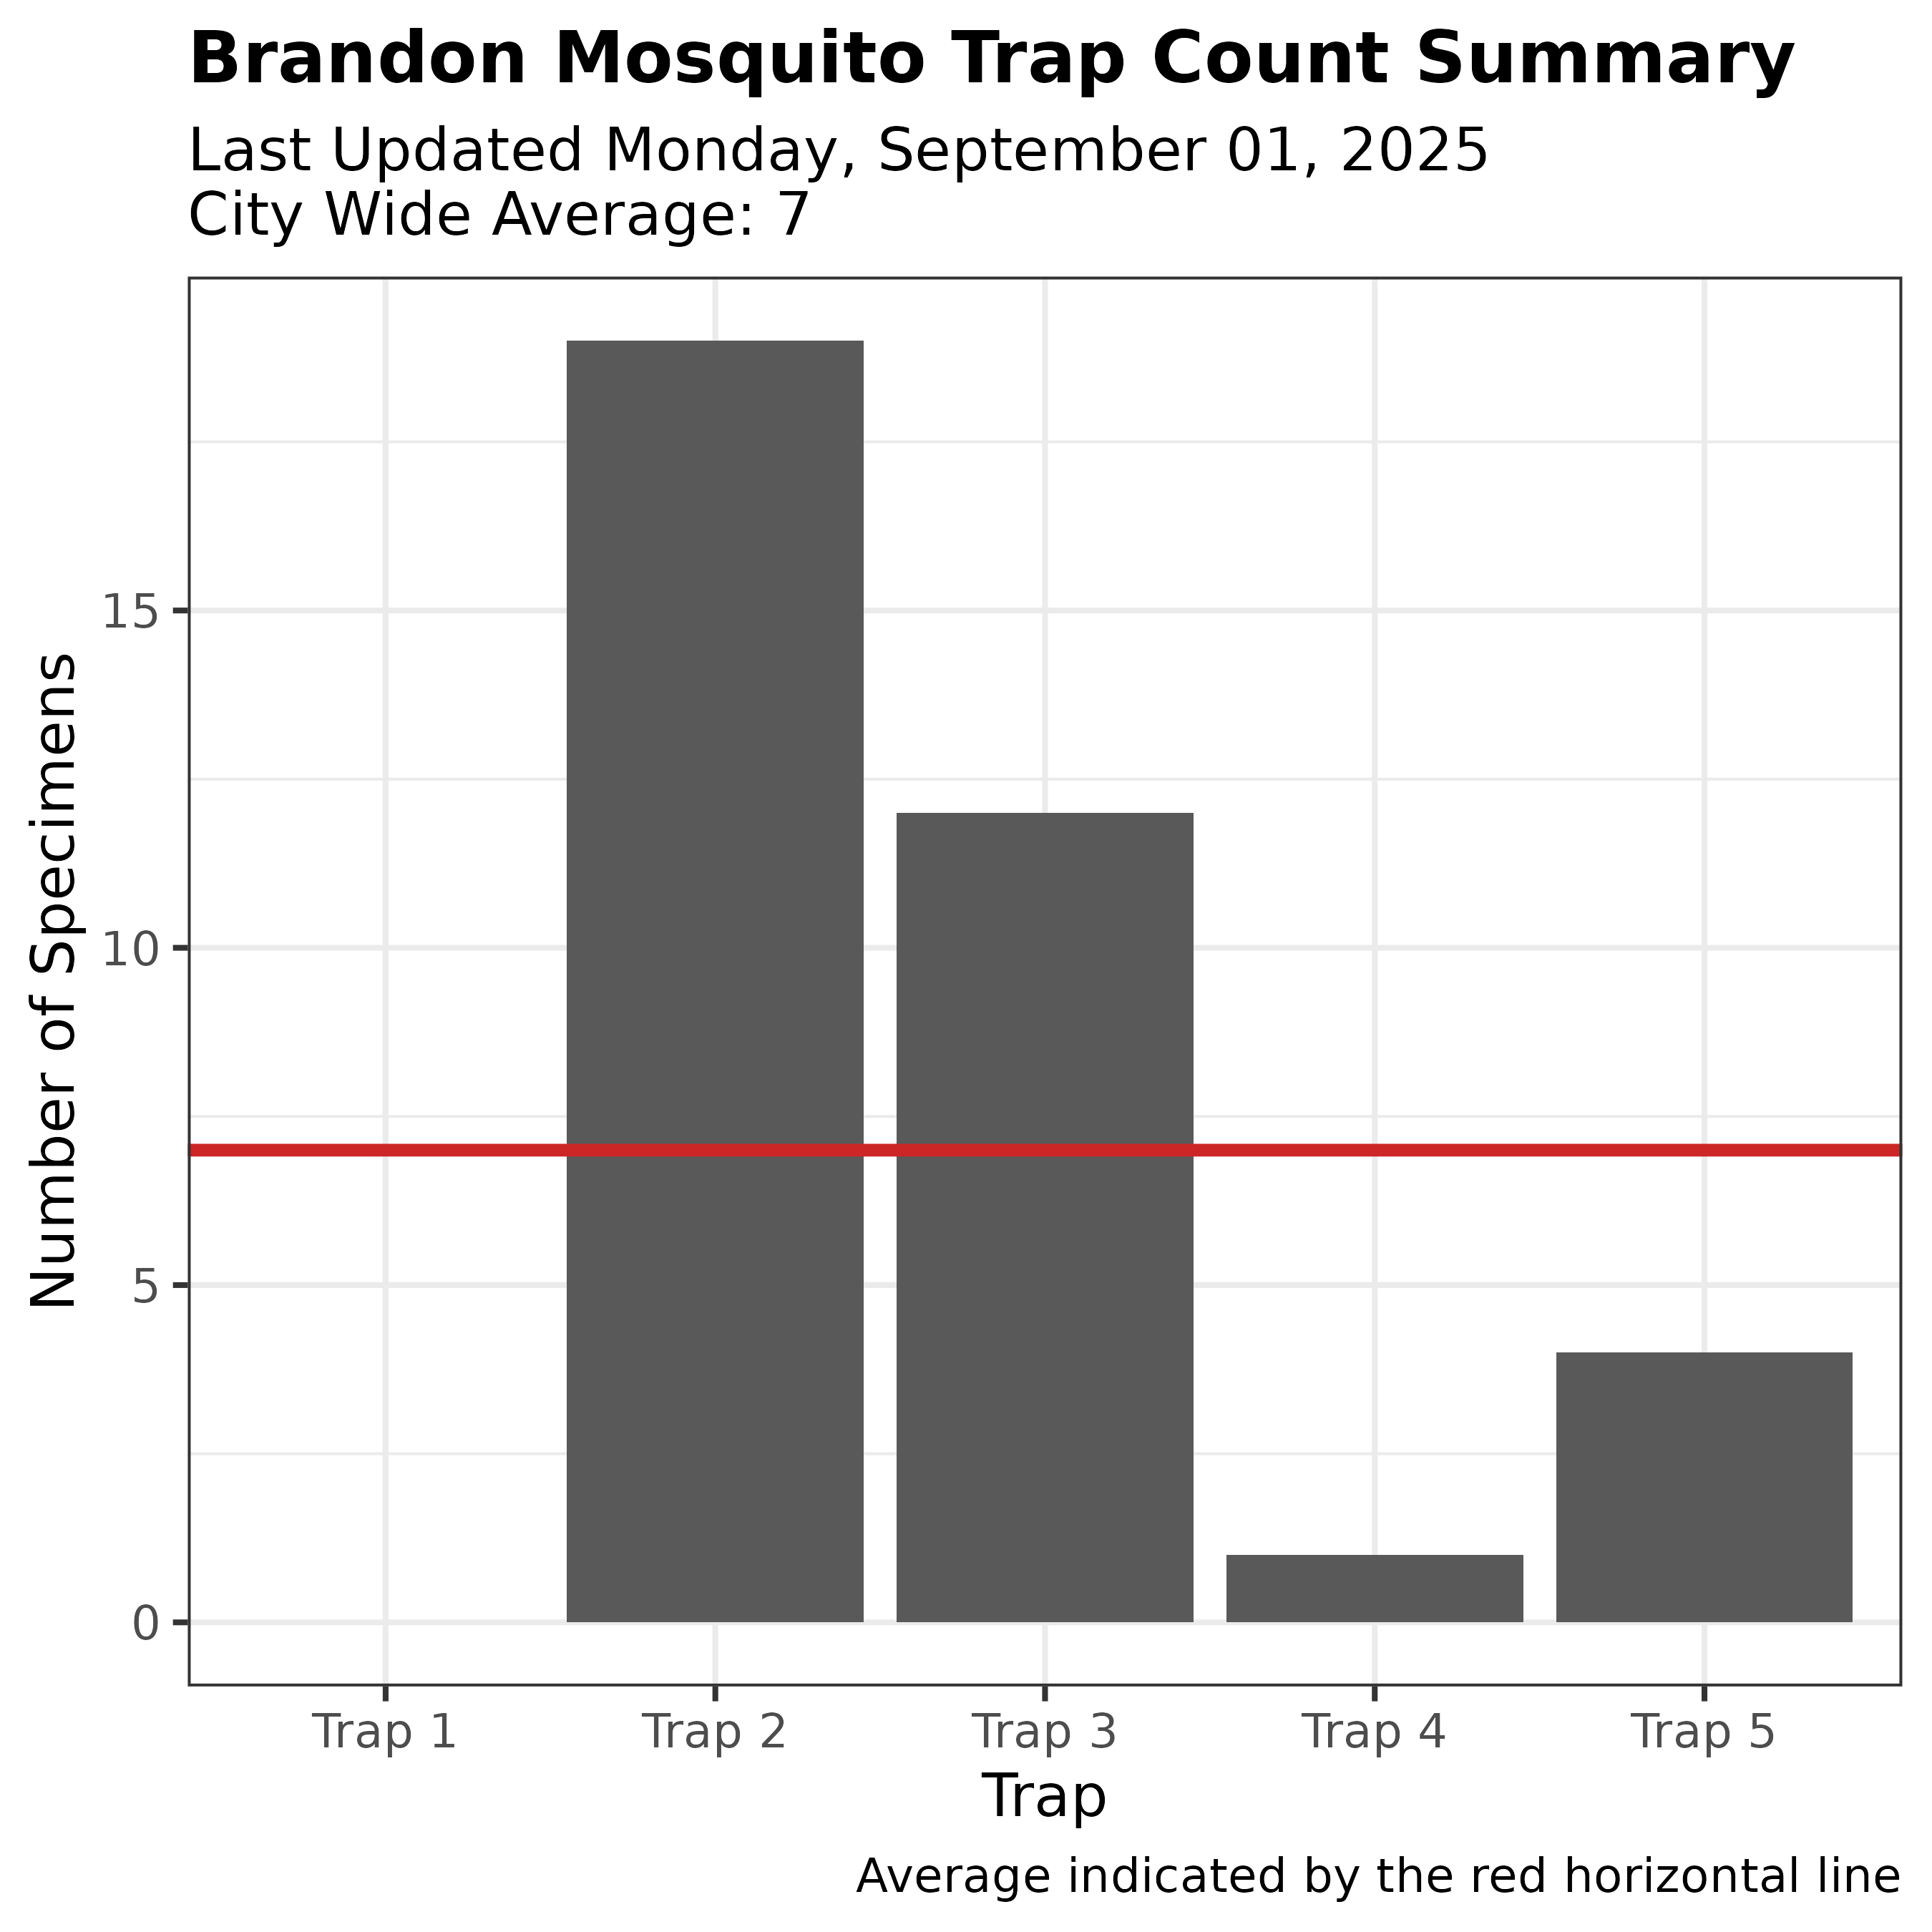 Brandon Mosquito Trap Count Summary
Last Updated Monday, September 01, 2025
City Wide Average: 7
Number of Specimens
15
10
5
0
Trap 1
Trap 2
Trap 3
Trap 4
Trap 5
Trap
Average indicated by the red horizontal line